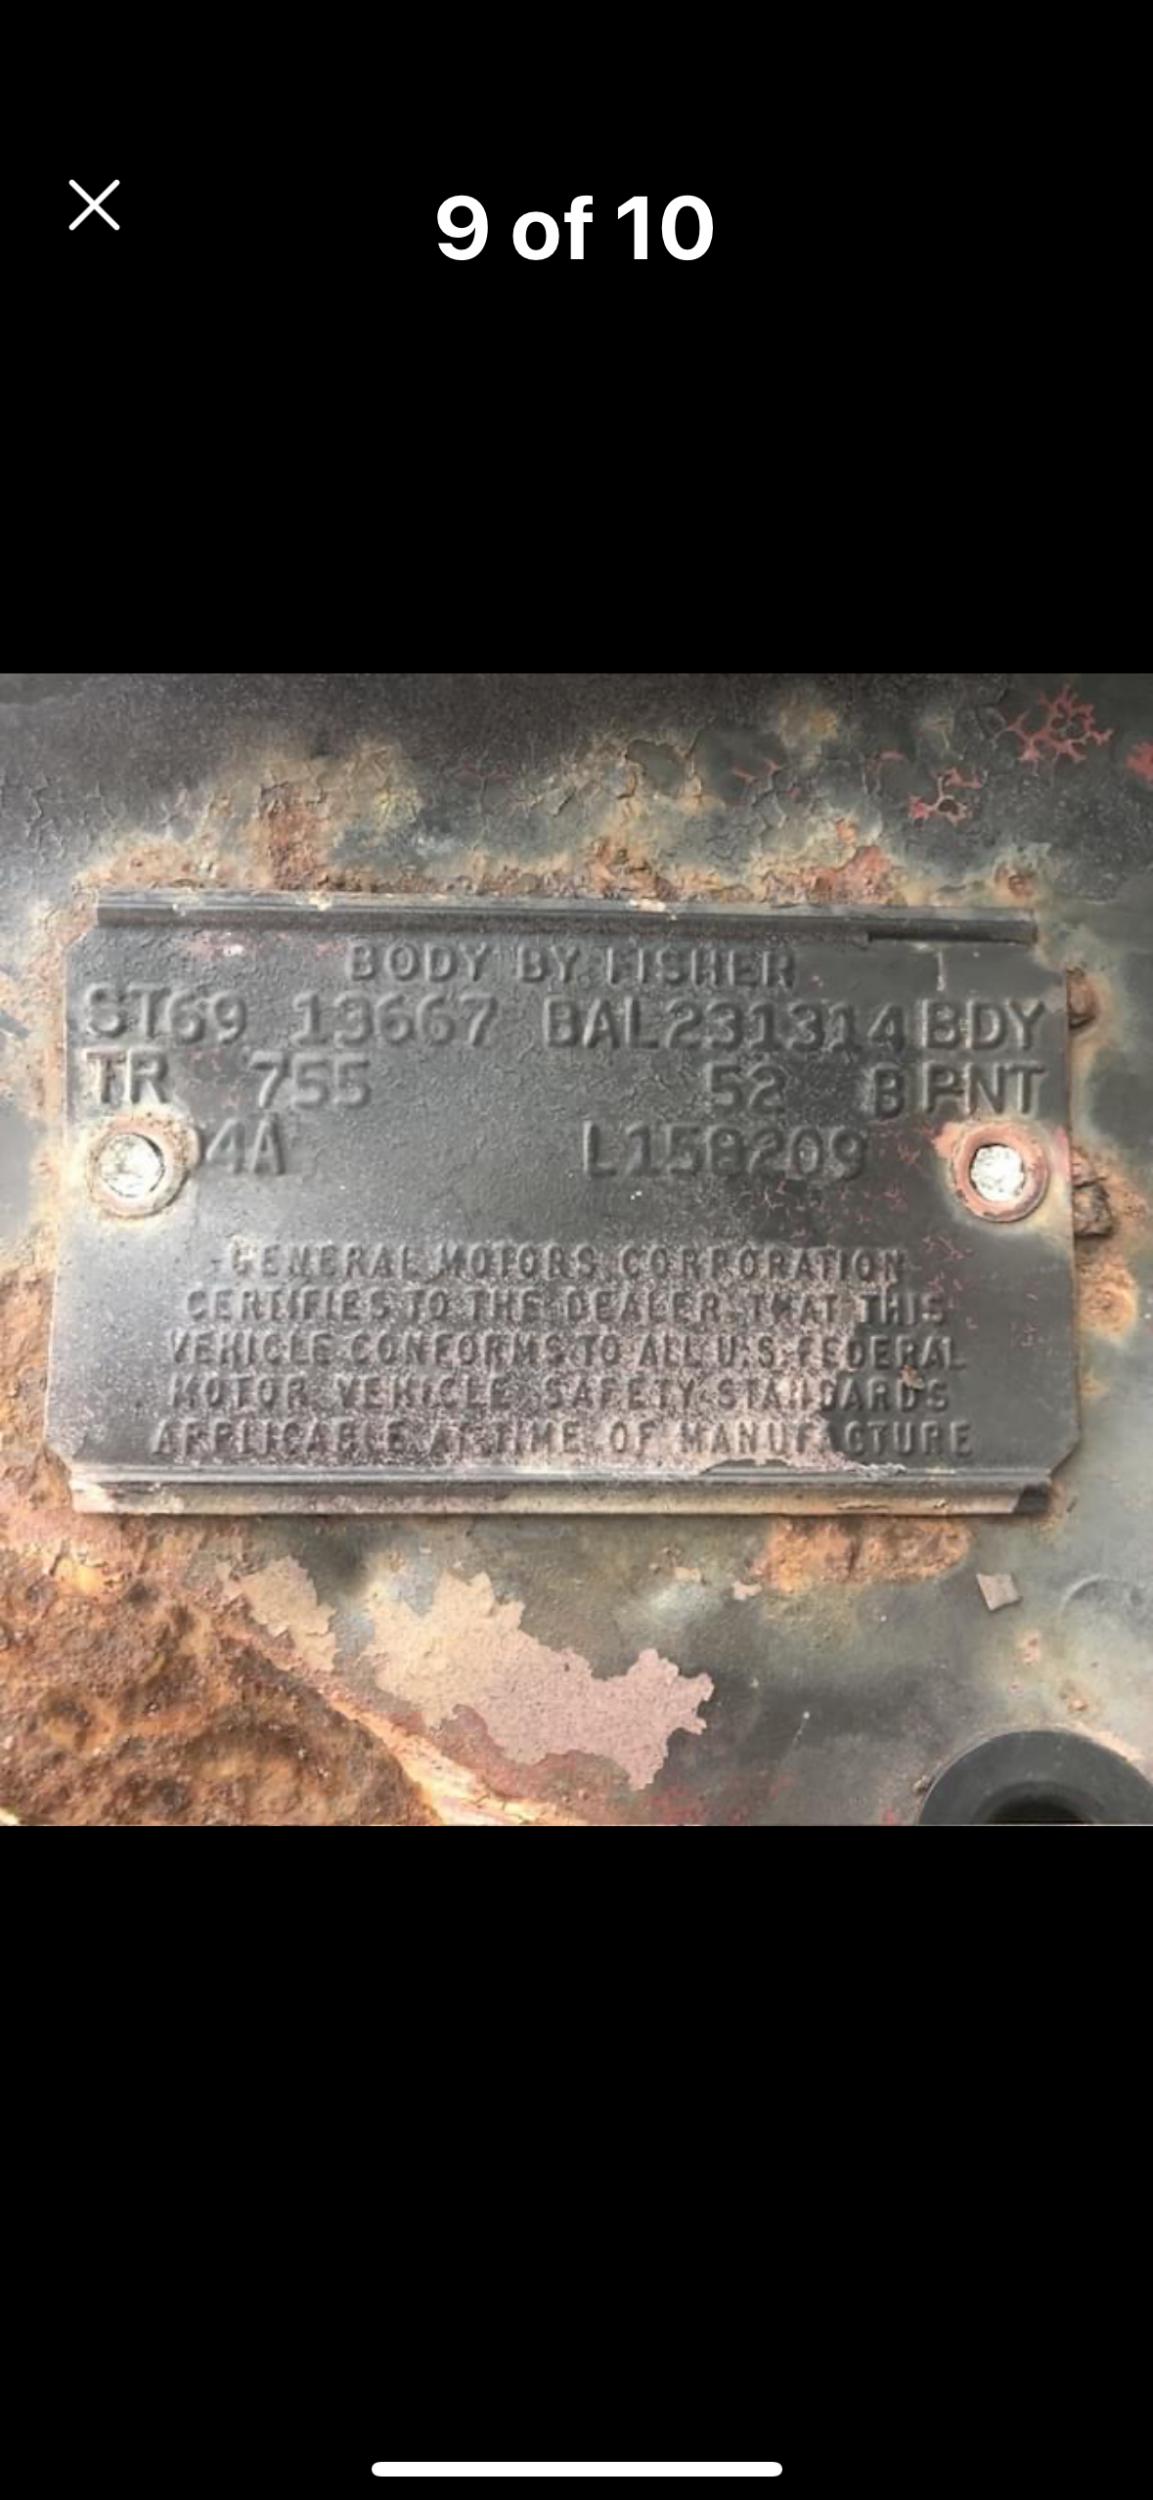 9 of 10
BODY BY FISHER
ST69 13667 BAL231314 BDY
TR 755 52 B PNT
04A L158209
GENERAL MOTORS CORPORATION
CERTIFIES TO THE DEALER THAT THIS
VEHICLE CONFORMS TO ALL U.S. FEDERAL
MOTOR VEHICLE SAFETY STANDARDS
APPLICABLE AT TIME OF MANUFACTURE